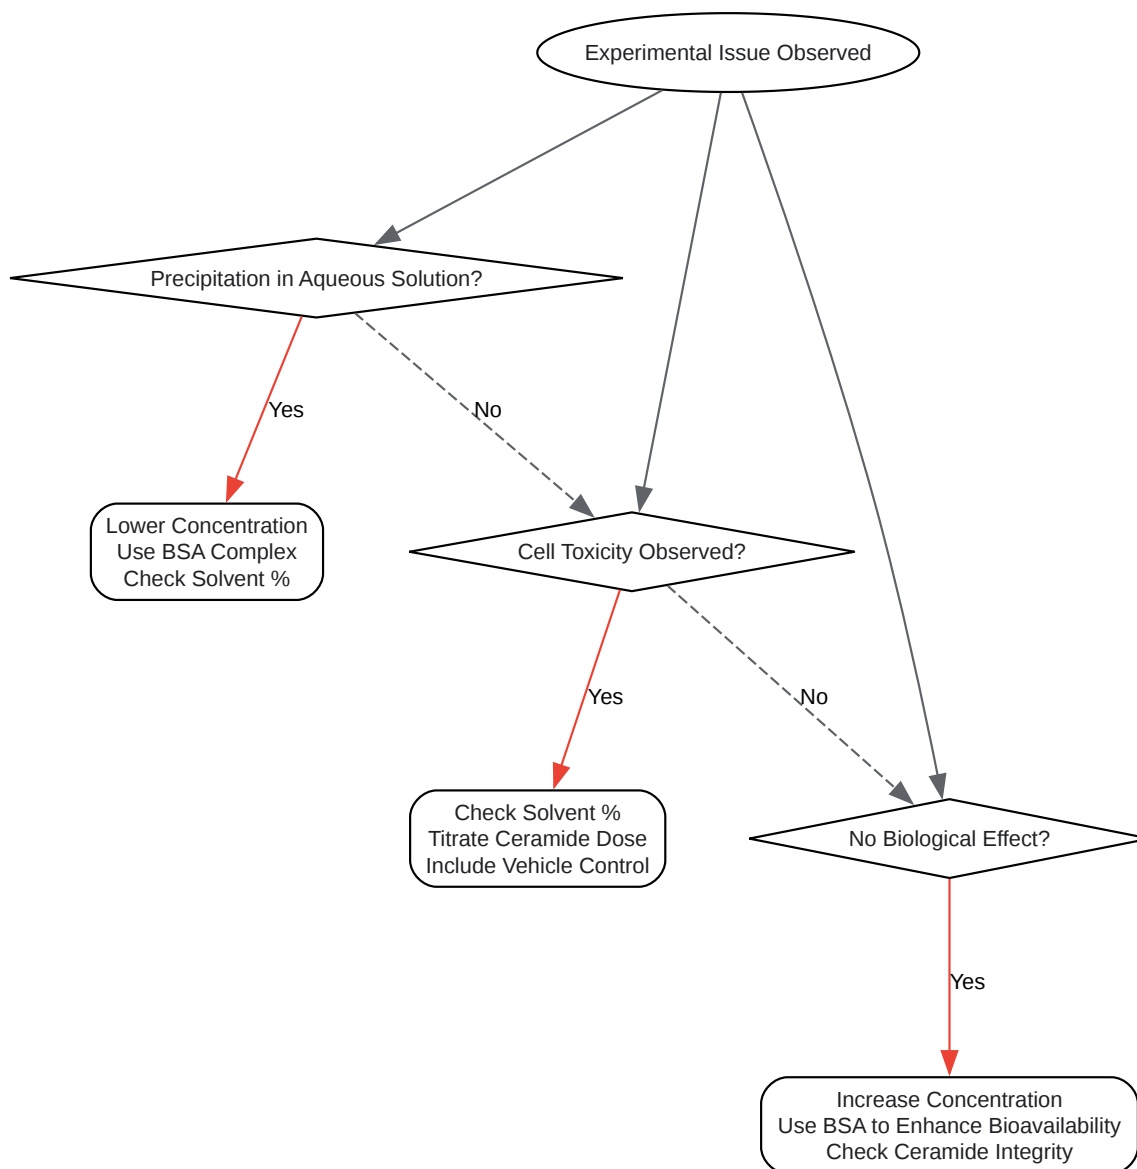 Experimental Issue Observed
Precipitation in Aqueous Solution?
Yes
No
Lower Concentration
Use BSA Complex
Check Solvent %
Cell Toxicity Observed?
Yes
No
Check Solvent %
Titrate Ceramide Dose
Include Vehicle Control
No Biological Effect?
Yes
Increase Concentration
Use BSA to Enhance Bioavailability
Check Ceramide Integrity